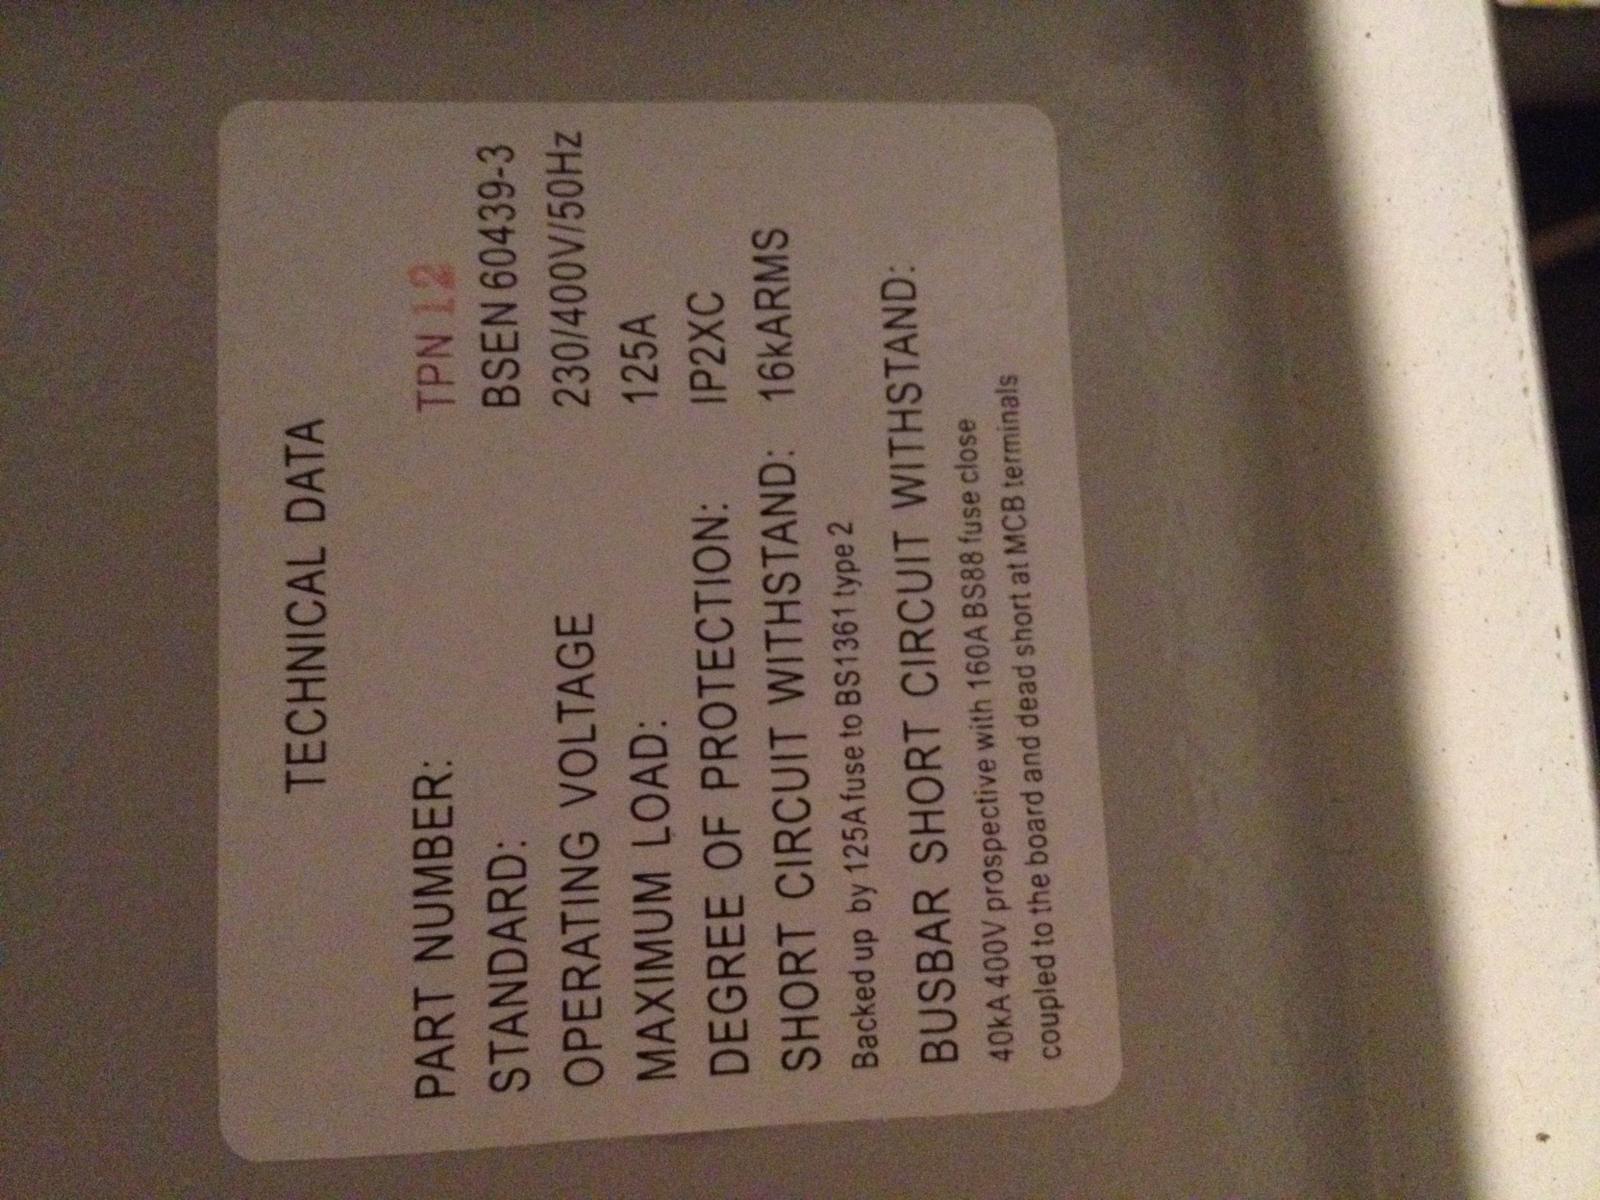 TECHNICAL DATA
PART NUMBER: TPN 12
STANDARD: BSEN 60439-3
OPERATING VOLTAGE 230/400V/50Hz
MAXIMUM LOAD: 125A
DEGREE OF PROTECTION: IP2XC
SHORT CIRCUIT WITHSTAND: 16kARMS
Backed up by 125A fuse to BS1361 type 2
BUSBAR SHORT CIRCUIT WITHSTAND:
40kA 400V prospective with 160A BS88 fuse close
coupled to the board and dead short at MCB terminals